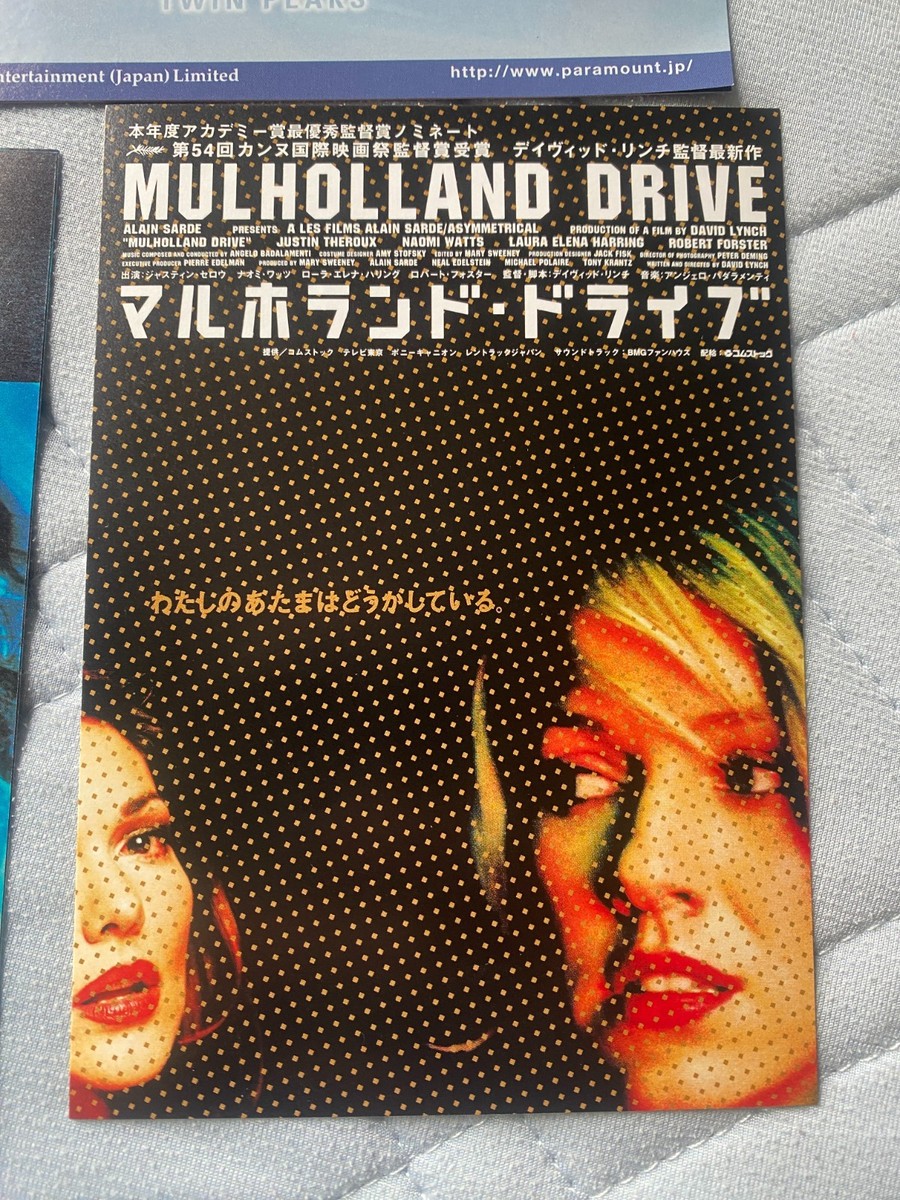 TWIN PEAKS
ntertainment (Japan) Limited
http://www.paramount.jp/
本年度アカデミー賞最優秀監督賞ノミネート
第54回カンヌ国際映画祭監督賞受賞 デイヴィッド・リンチ監督最新作
MULHOLLAND DRIVE
ALAIN SARDE PRESENTS A LES FILMS ALAIN SARDE/ASYMMETRICAL PRODUCTION OF A FILM BY DAVID LYNCH
"MULHOLLAND DRIVE" JUSTIN THEROUX NAOMI WATTS LAURA ELENA HARRING ROBERT FORSTER
MUSIC COMPOSED AND CONDUCTED BY ANGELO BADALAMENTI COSTUME DESIGNER AMY STOFSKY EDITED BY MARY SWEENEY PRODUCTION DESIGNER JACK FISK DIRECTOR OF PHOTOGRAPHY PETER DEMING
EXECUTIVE PRODUCER PIERRE EDELMAN PRODUCED BY MARY SWEENEY ALAIN SARDE NEAL EDELSTEIN MICHAEL POLAIRE TONY KRANTZ WRITTEN AND DIRECTED BY DAVID LYNCH
出演:ジャスティン・セロウ ナオミ・ワッツ ローラ・エレナ・ハリング ロバート・フォスター 監督・脚本:デイヴィッド・リンチ 音楽:アンジェロ・バダラメンティ
マルホランド・ドライブ
提供/コムストック テレビ東京 ポニーキャニオン レントラックジャパン サウンドトラック:BMGファンハウス 配給:コムストック
わたしのあたまはどうかしている。